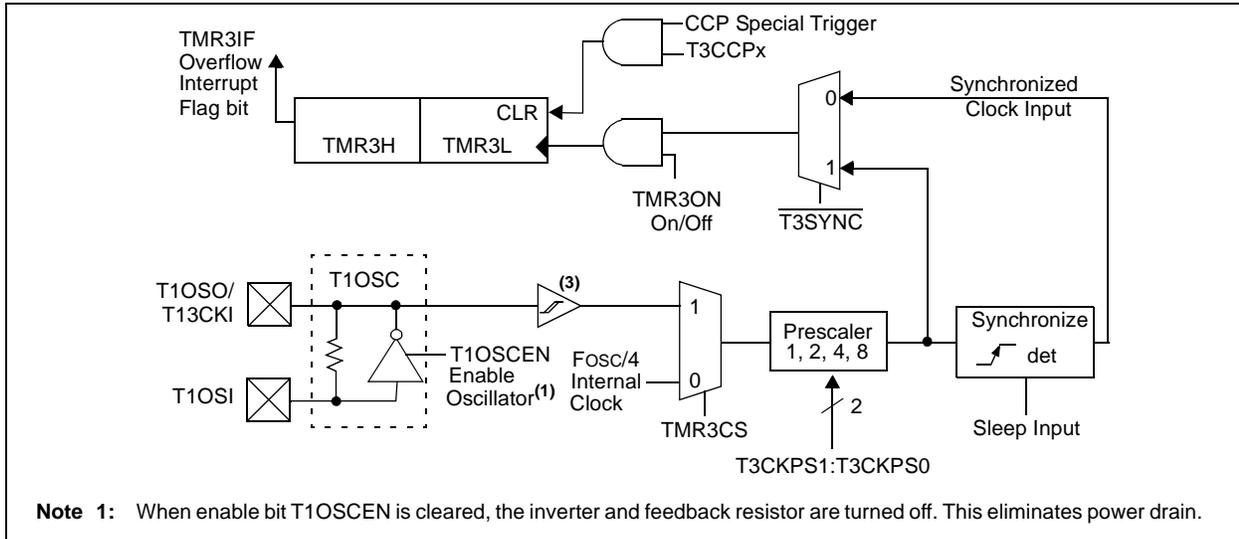 CCP Special Trigger
T3CCPx
TMR3IF
Overflow
Interrupt
Flag bit
CLR
TMR3H
TMR3L
TMR3ON
On/Off
0
1
T3SYNC
Synchronized
Clock Input
T1OSO/
T13CKI
T1OSI
T1OSC
T1OSCEN
Enable
Oscillator(1)
(3)
FOSC/4
Internal
Clock
1
0
TMR3CS
Prescaler
1, 2, 4, 8
2
T3CKPS1:T3CKPS0
Synchronize
det
Sleep Input
Note 1: When enable bit T1OSCEN is cleared, the inverter and feedback resistor are turned off. This eliminates power drain.